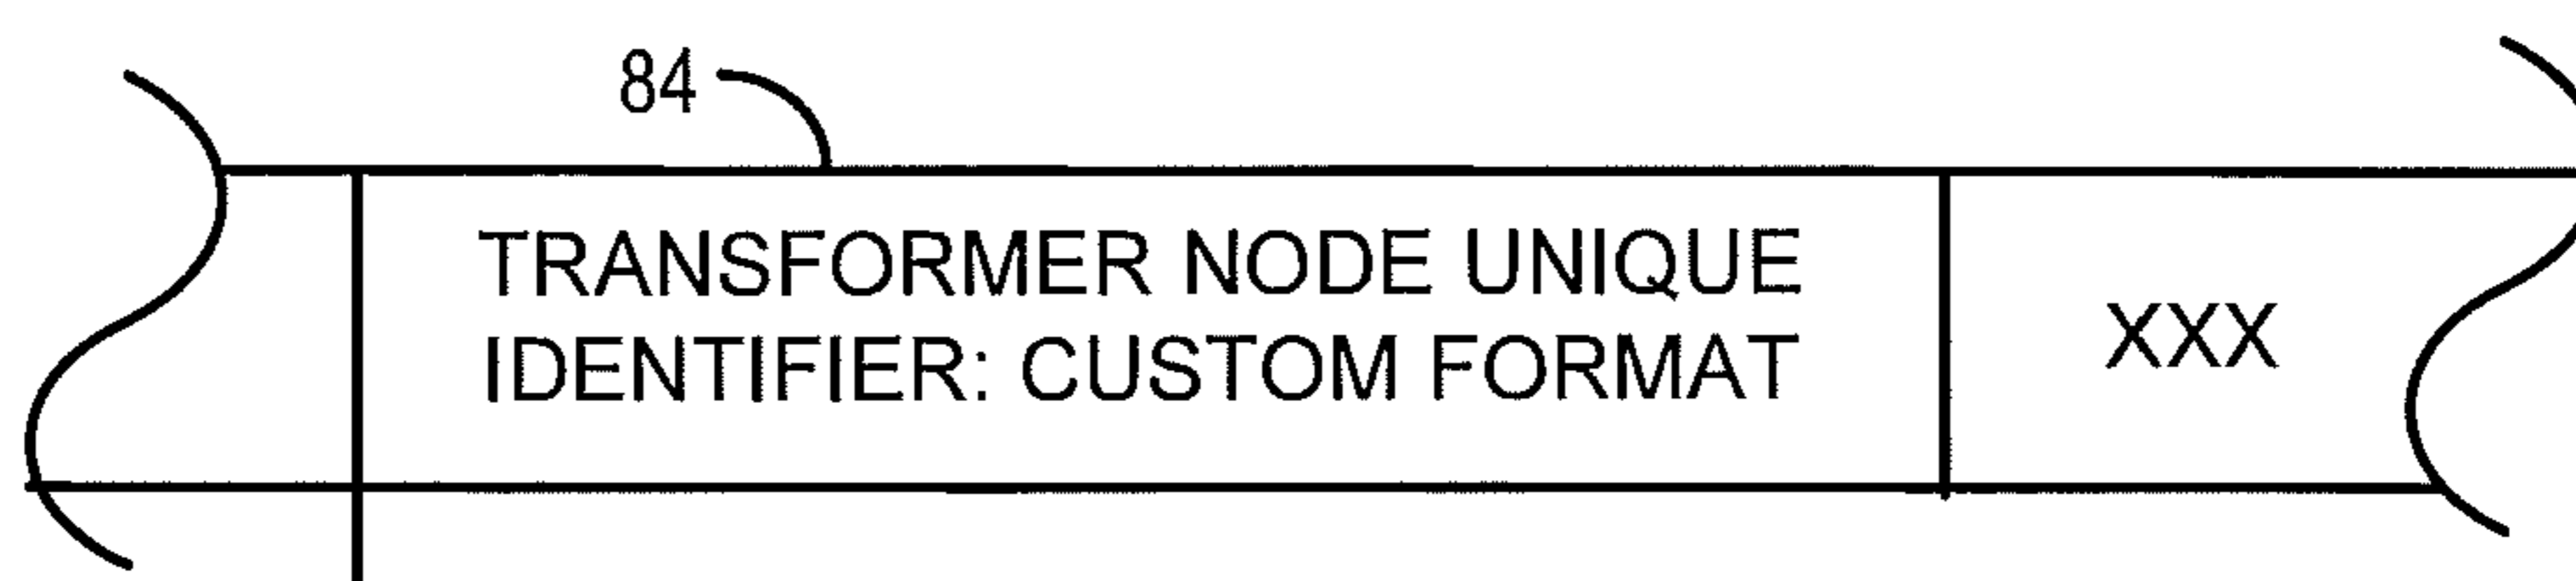 84
TRANSFORMER NODE UNIQUE
IDENTIFIER: CUSTOM FORMAT
XXX